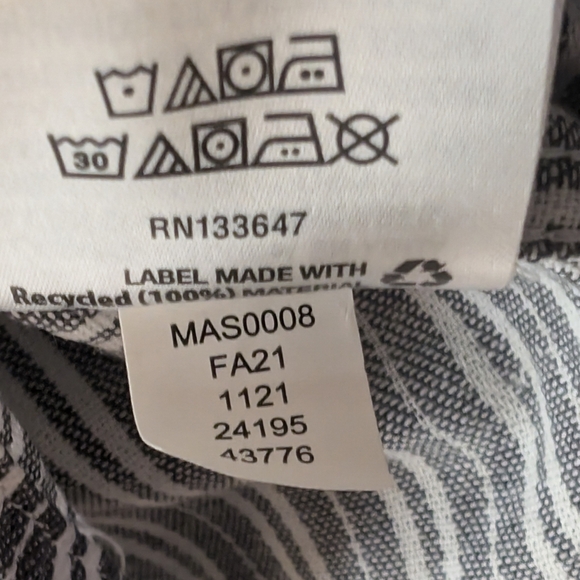 30
RN133647
LABEL MADE WITH
Recycled (100%) MATERIAL
MAS0008
FA21
1121
24195
43776